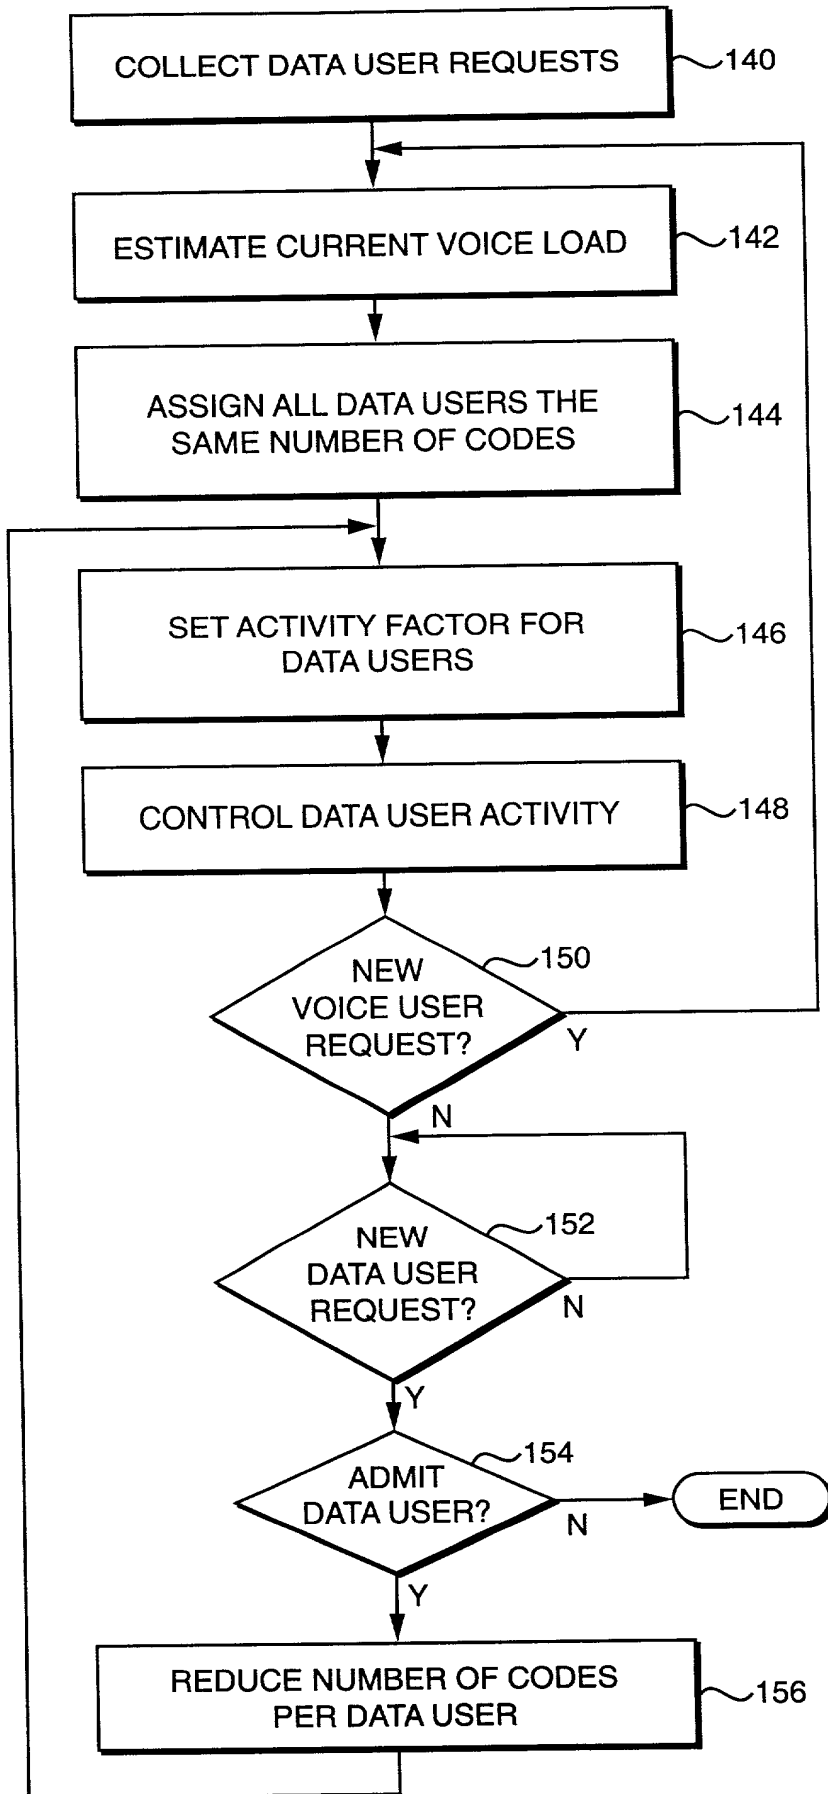 COLLECT DATA USER REQUESTS
140
ESTIMATE CURRENT VOICE LOAD
142
ASSIGN ALL DATA USERS THE
SAME NUMBER OF CODES
144
SET ACTIVITY FACTOR FOR
DATA USERS
146
CONTROL DATA USER ACTIVITY
148
NEW
VOICE USER
REQUEST?
150
Y
N
NEW
DATA USER
REQUEST?
152
N
Y
ADMIT
DATA USER?
154
N
END
Y
REDUCE NUMBER OF CODES
PER DATA USER
156